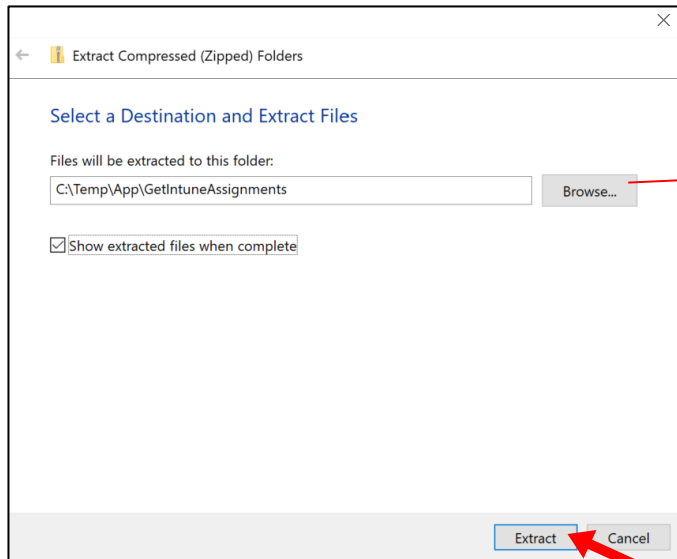 Extract Compressed (Zipped) Folders
Select a Destination and Extract Files
Files will be extracted to this folder:
C:\Temp\App\GetIntuneAssignments
Browse...
Show extracted files when complete
Extract
Cancel